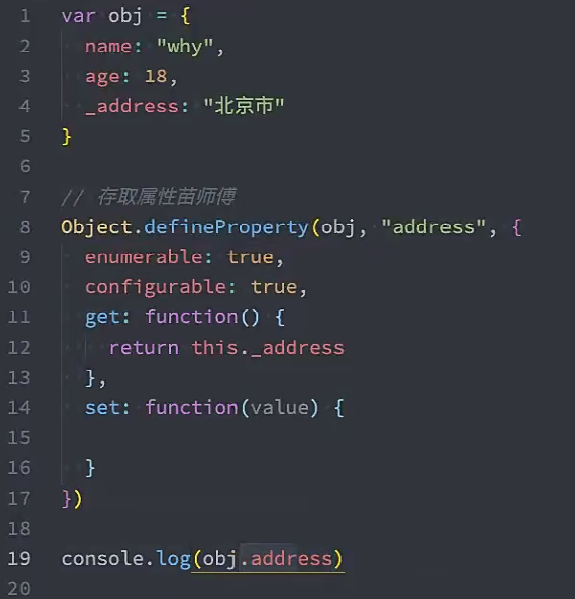 1 var obj = {
2 name: "why",
3 age: 18,
4 _address: "北京市"
5 }
6
7 // 存取属性苗师傅
8 Object.defineProperty(obj, "address", {
9 enumerable: true,
10 configurable: true,
11 get: function() {
12 return this._address
13 },
14 set: function(value) {
15
16 }
17 })
18
19 console.log(obj.address)
20